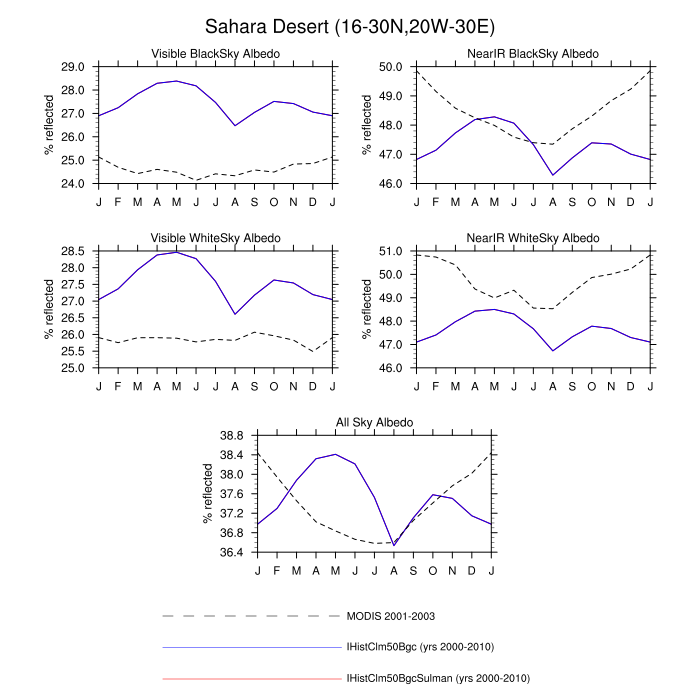 Sahara Desert (16-30N,20W-30E)
Visible BlackSky Albedo
% reflected
29.0
28.0
27.0
26.0
25.0
24.0
J F M A M J J A S O N D J
NearIR BlackSky Albedo
% reflected
50.0
49.0
48.0
47.0
46.0
J F M A M J J A S O N D J
Visible WhiteSky Albedo
% reflected
28.5
28.0
27.5
27.0
26.5
26.0
25.5
25.0
J F M A M J J A S O N D J
NearIR WhiteSky Albedo
% reflected
51.0
50.0
49.0
48.0
47.0
46.0
J F M A M J J A S O N D J
All Sky Albedo
% reflected
38.8
38.4
38.0
37.6
37.2
36.8
36.4
J F M A M J J A S O N D J
MODIS 2001-2003
IHistClm50Bgc (yrs 2000-2010)
IHistClm50BgcSulman (yrs 2000-2010)